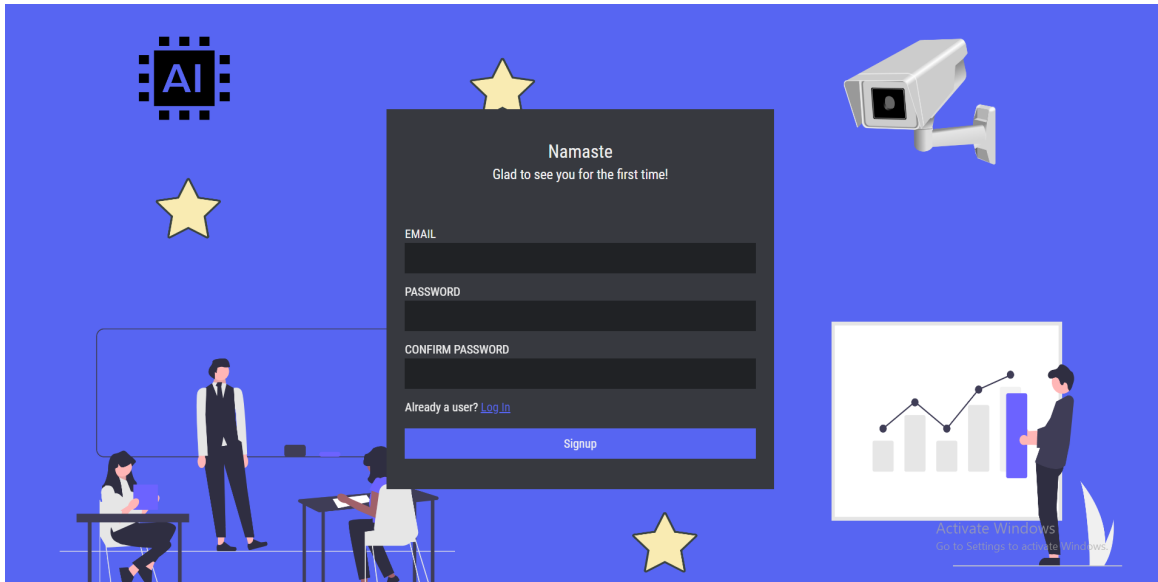 AI
Namaste
Glad to see you for the first time!
EMAIL
PASSWORD
CONFIRM PASSWORD
Already a user? Log In
Signup
Activate Windows
Go to Settings to activate Windows.